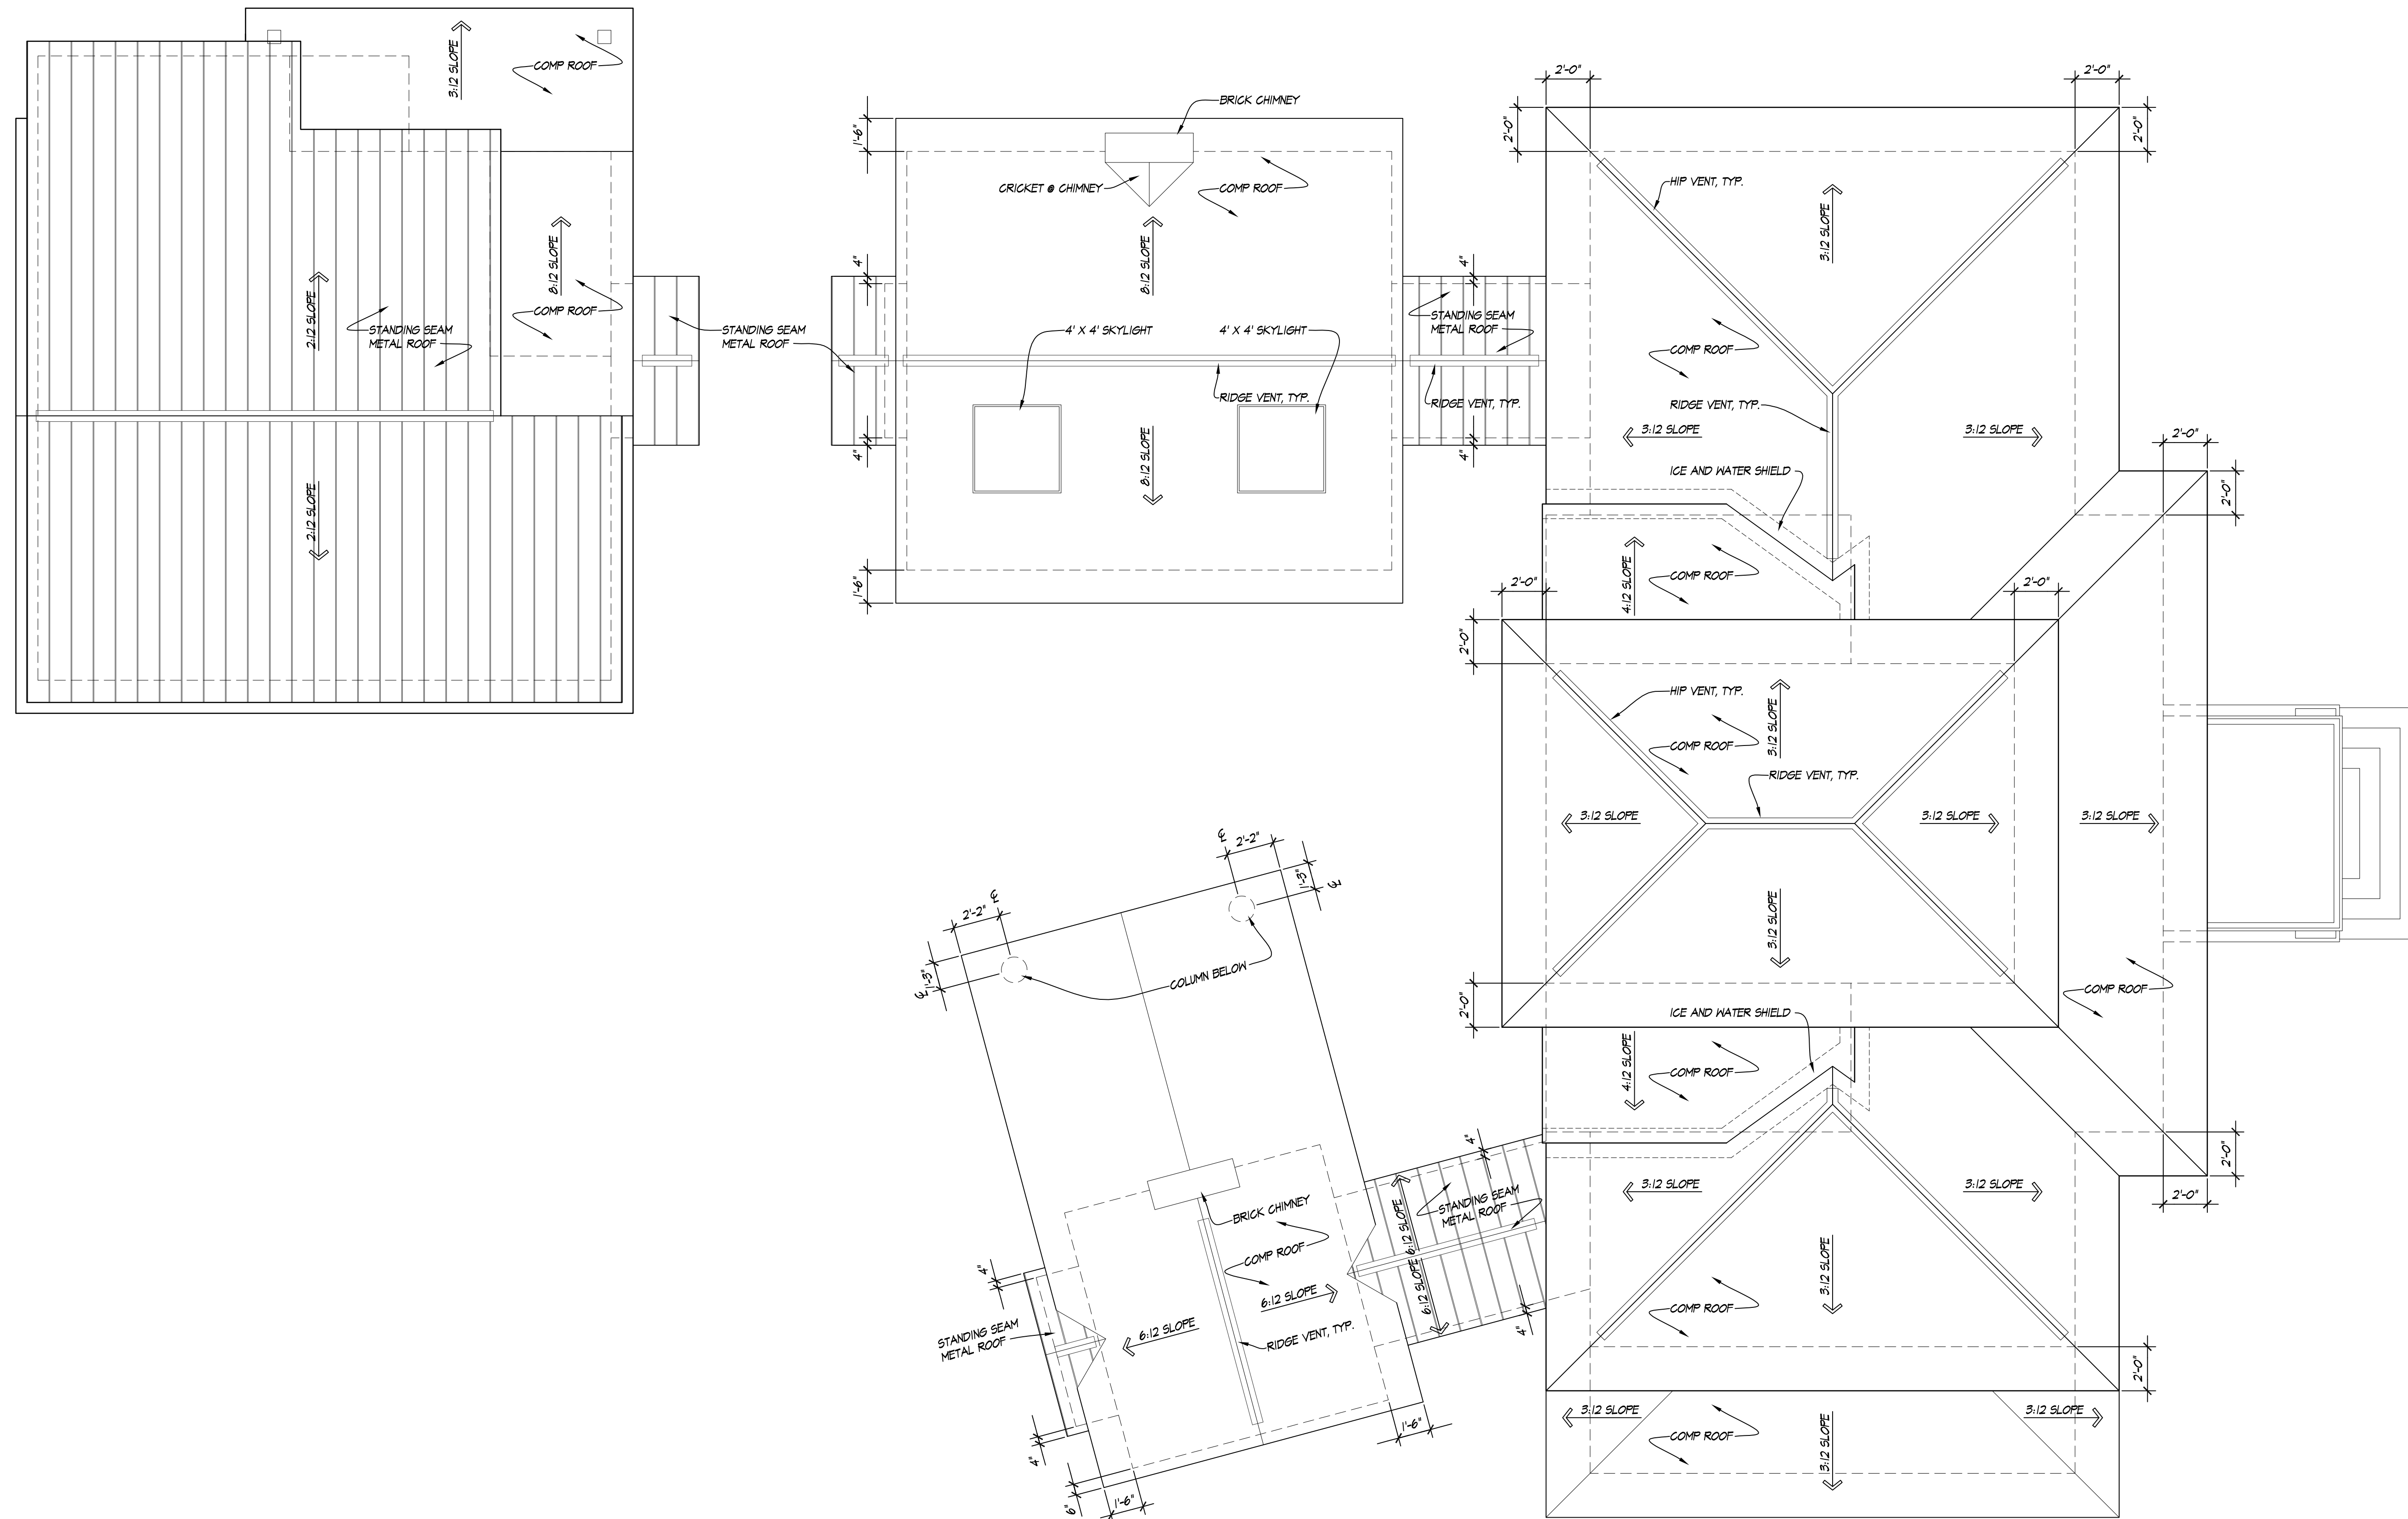 3:12 SLOPE
COMP ROOF
8:12 SLOPE
COMP ROOF
2:12 SLOPE
STANDING SEAM
METAL ROOF
2:12 SLOPE
STANDING SEAM
METAL ROOF
1'-6"
BRICK CHIMNEY
CRICKET @ CHIMNEY
COMP ROOF
8:12 SLOPE
4"
4' X 4' SKYLIGHT
4' X 4' SKYLIGHT
RIDGE VENT, TYP.
4"
8:12 SLOPE
1'-6"
4"
STANDING SEAM
METAL ROOF
RIDGE VENT, TYP.
4"
2'-0"
2'-0"
2'-0"
2'-0"
HIP VENT, TYP.
3:12 SLOPE
COMP ROOF
RIDGE VENT, TYP.
3:12 SLOPE
3:12 SLOPE
2'-0"
2'-0"
ICE AND WATER SHIELD
4:12 SLOPE
COMP ROOF
2'-0"
2'-0"
2'-0"
HIP VENT, TYP.
3:12 SLOPE
COMP ROOF
RIDGE VENT, TYP.
3:12 SLOPE
3:12 SLOPE
3:12 SLOPE
3:12 SLOPE
COMP ROOF
2'-0"
ICE AND WATER SHIELD
4:12 SLOPE
COMP ROOF
2'-0"
2'-0"
3:12 SLOPE
3:12 SLOPE
3:12 SLOPE
COMP ROOF
2'-0"
3:12 SLOPE
3:12 SLOPE
COMP ROOF
3:12 SLOPE
℄
2'-2"
1'-3"
℄
℄
2'-2"
1'-3"
℄
COLUMN BELOW
4"
STANDING SEAM
METAL ROOF
6:12 SLOPE
6:12 SLOPE
4"
BRICK CHIMNEY
COMP ROOF
6:12 SLOPE
6:12 SLOPE
RIDGE VENT, TYP.
4"
STANDING SEAM
METAL ROOF
4"
1'-6"
6"
1'-6"